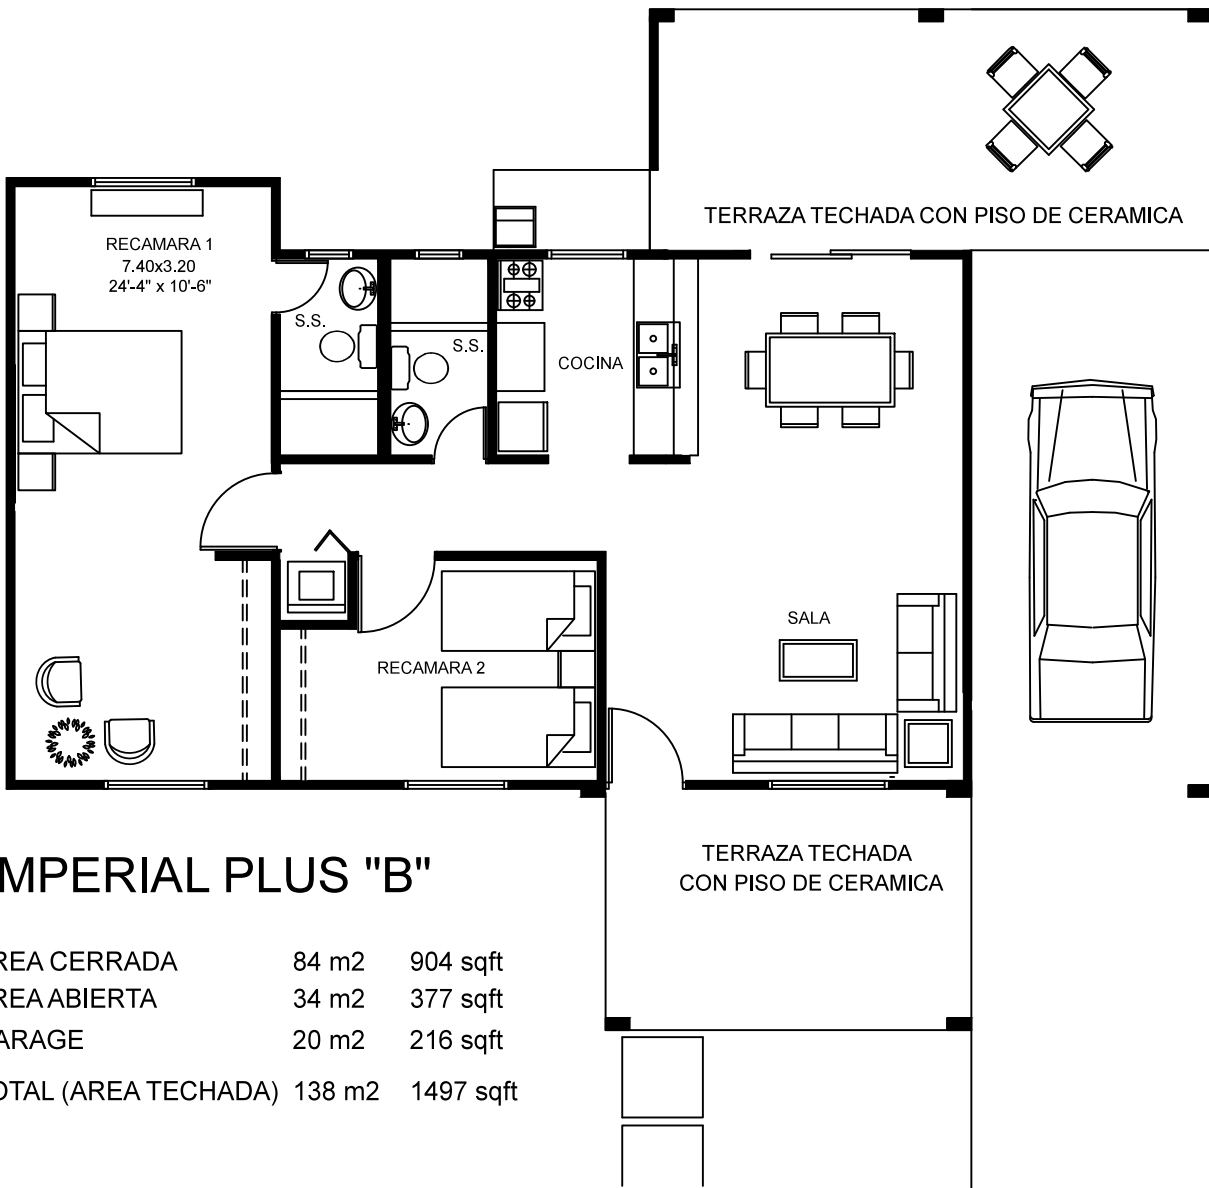 TERRAZA TECHADA CON PISO DE CERAMICA
RECAMARA 1
7.40x3.20
24'-4" x 10'-6"
S.S.
S.S.
COCINA
SALA
RECAMARA 2
TERRAZA TECHADA
CON PISO DE CERAMICA
MPERIAL PLUS "B"
REA CERRADA 84 m2 904 sqft
REA ABIERTA 34 m2 377 sqft
ARAGE 20 m2 216 sqft
OTAL (AREA TECHADA) 138 m2 1497 sqft